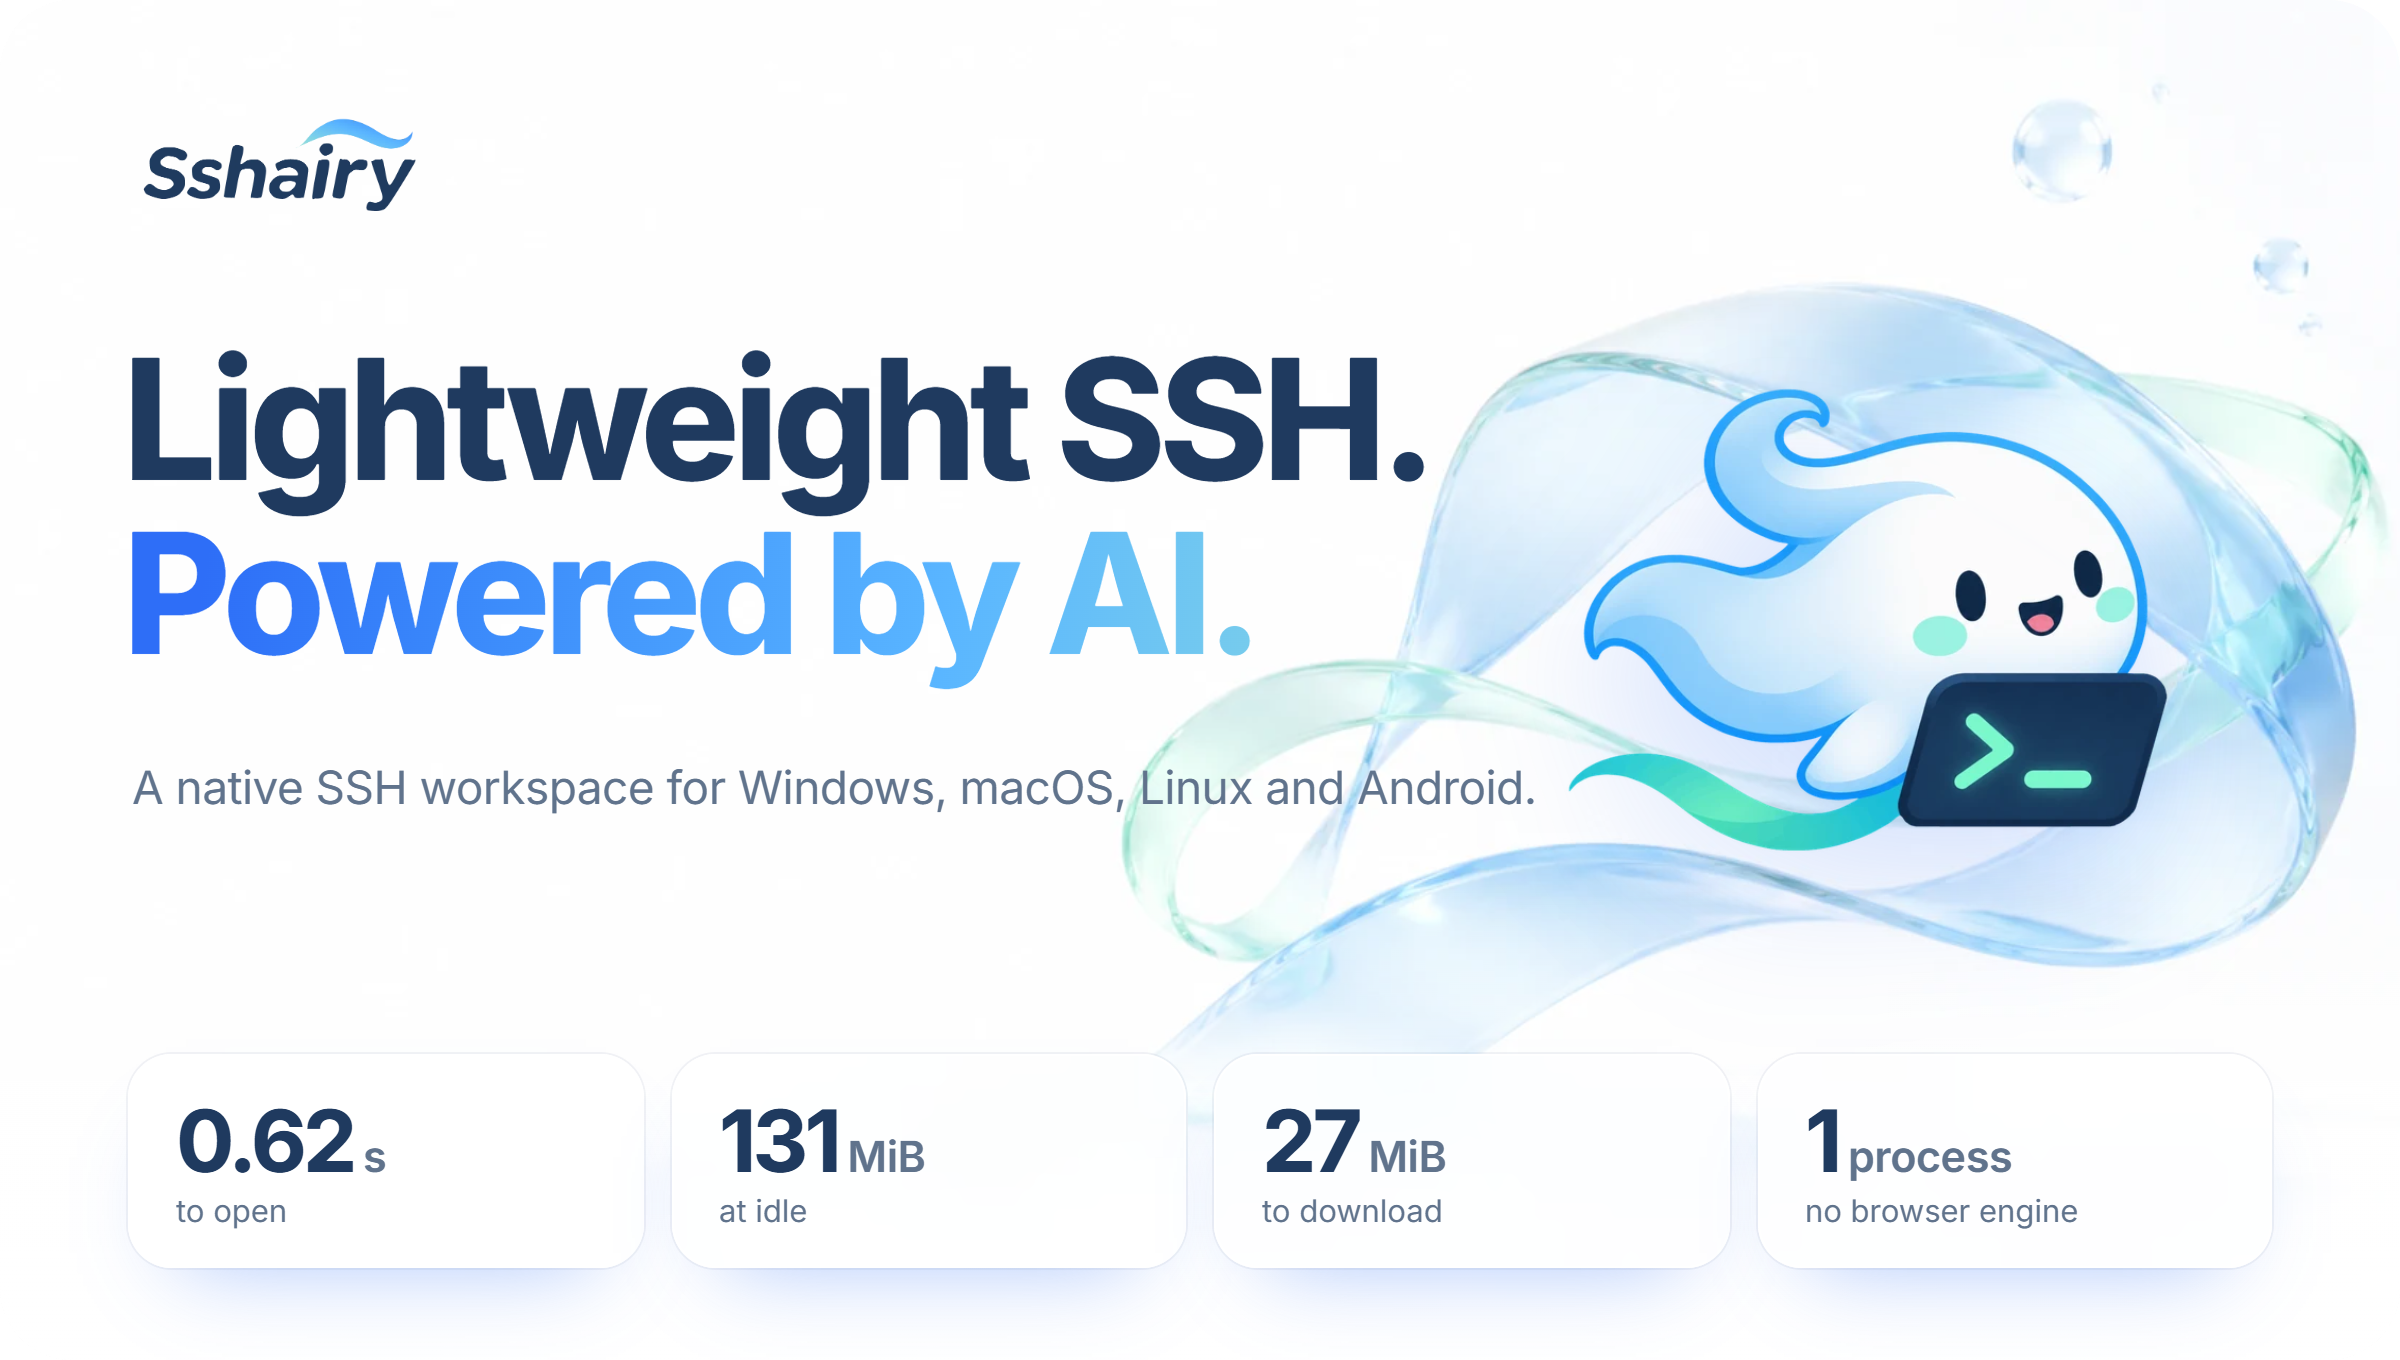 Sshairy
Lightweight SSH.
Powered by AI.
A native SSH workspace for Windows, macOS, Linux and Android.
0.62 s
to open
131 MiB
at idle
27 MiB
to download
1 process
no browser engine
>_